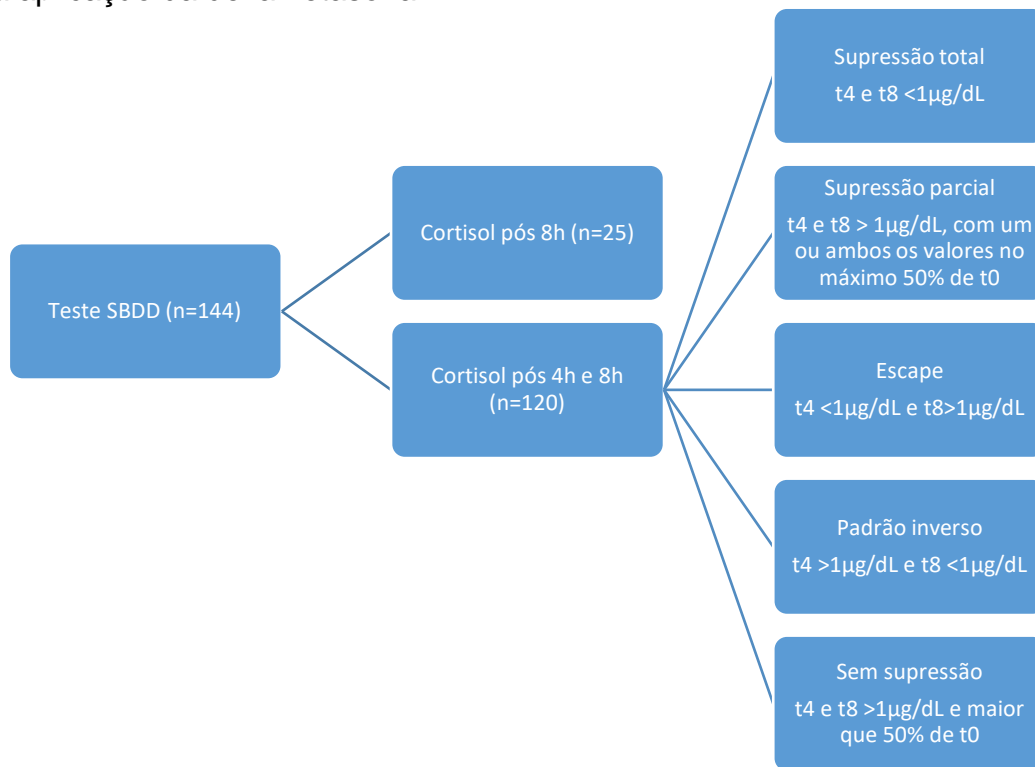 Teste SBDD (n=144)
Cortisol pós 8h (n=25)
Cortisol pós 4h e 8h
(n=120)
Supressão total
t4 e t8 <1µg/dL
Supressão parcial
t4 e t8 > 1µg/dL, com um
ou ambos os valores no
máximo 50% de t0
Escape
t4 <1µg/dL e t8>1µg/dL
Padrão inverso
t4 >1µg/dL e t8 <1µg/dL
Sem supressão
t4 e t8 >1µg/dL e maior
que 50% de t0